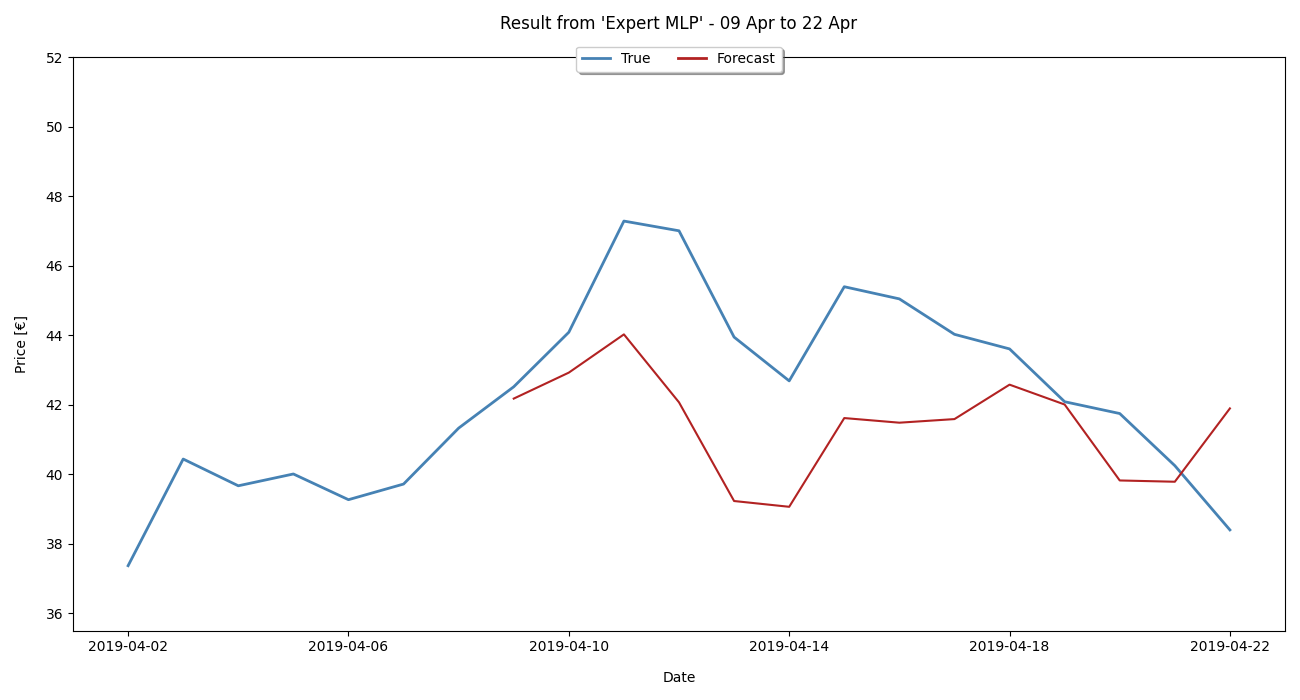 Result from 'Expert MLP' - 09 Apr to 22 Apr
True Forecast
52
50
48
46
44
42
40
38
36
Price [€]
2019-04-02 2019-04-06 2019-04-10 2019-04-14 2019-04-18 2019-04-22
Date